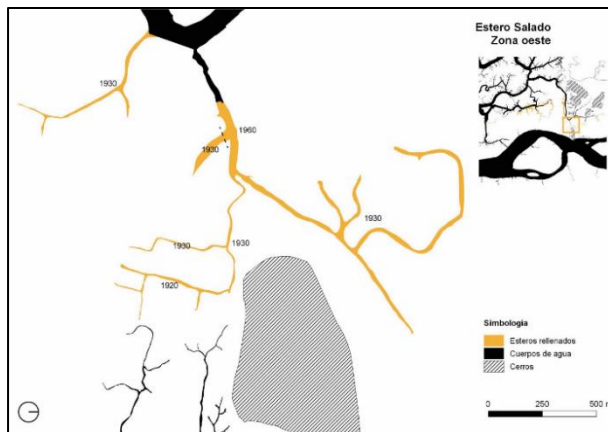 Estero Salado
Zona oeste
1930
1960
1930
1930
1930
1930
1920
Simbología
Esteros rellenados
Cuerpos de agua
Cerros
0 250 500 m